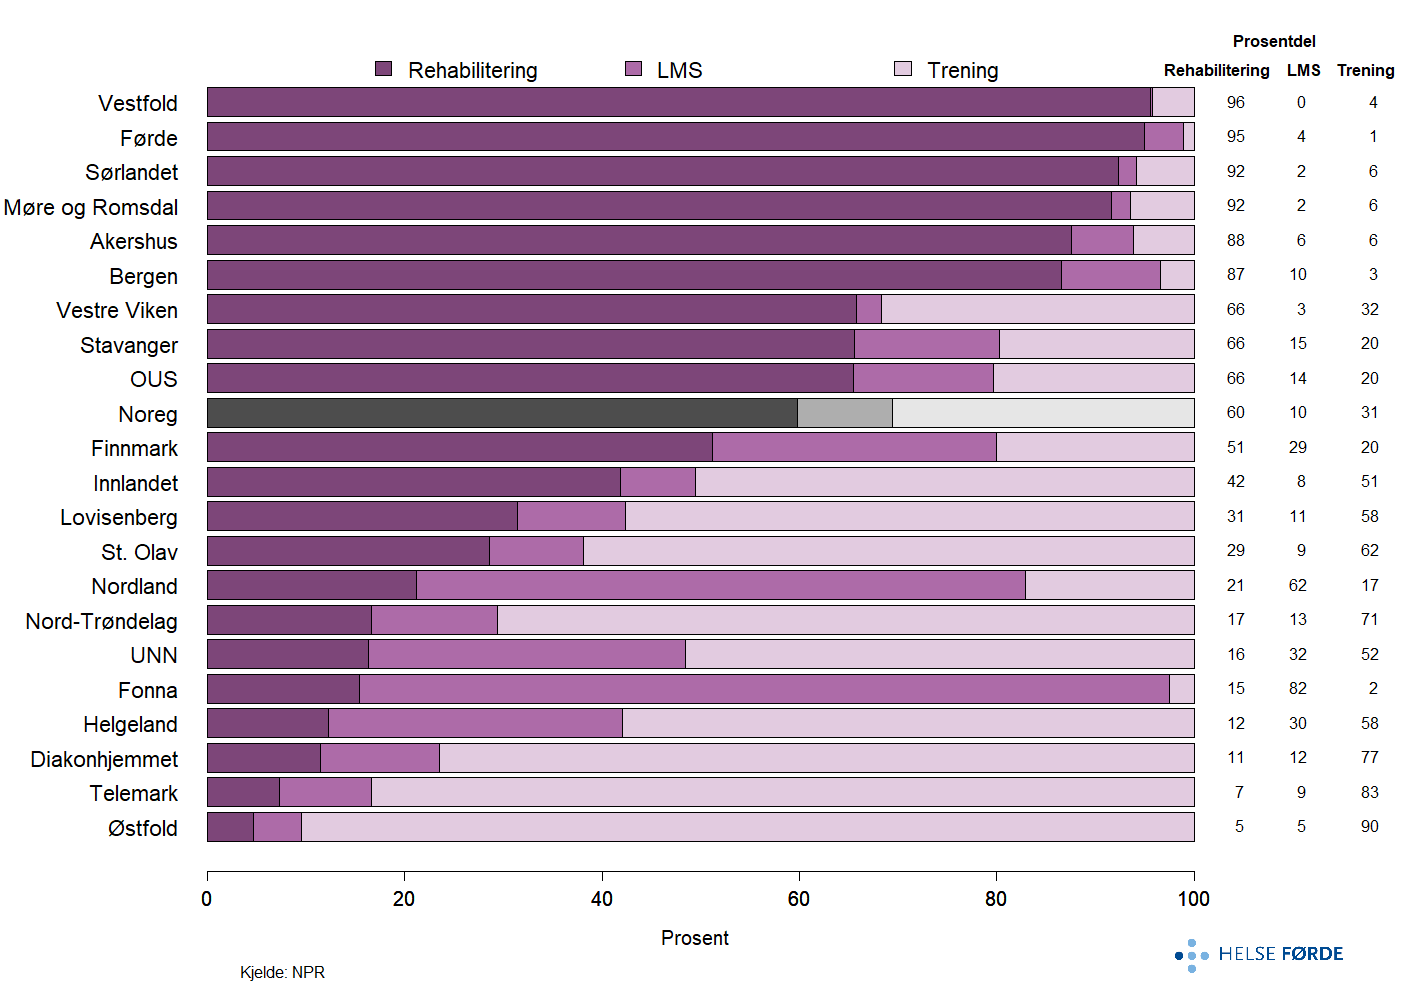 Prosentdel
Rehabilitering LMS Trening Rehabilitering LMS Trening
Vestfold 96 0 4
Førde 95 4 1
Sørlandet 92 2 6
Møre og Romsdal 92 2 6
Akershus 88 6 6
Bergen 87 10 3
Vestre Viken 66 3 32
Stavanger 66 15 20
OUS 66 14 20
Noreg 60 10 31
Finnmark 51 29 20
Innlandet 42 8 51
Lovisenberg 31 11 58
St. Olav 29 9 62
Nordland 21 62 17
Nord-Trøndelag 17 13 71
UNN 16 32 52
Fonna 15 82 2
Helgeland 12 30 58
Diakonhjemmet 11 12 77
Telemark 7 9 83
Østfold 5 5 90
0 20 40 60 80 100
Prosent
HELSE FØRDE
Kjelde: NPR